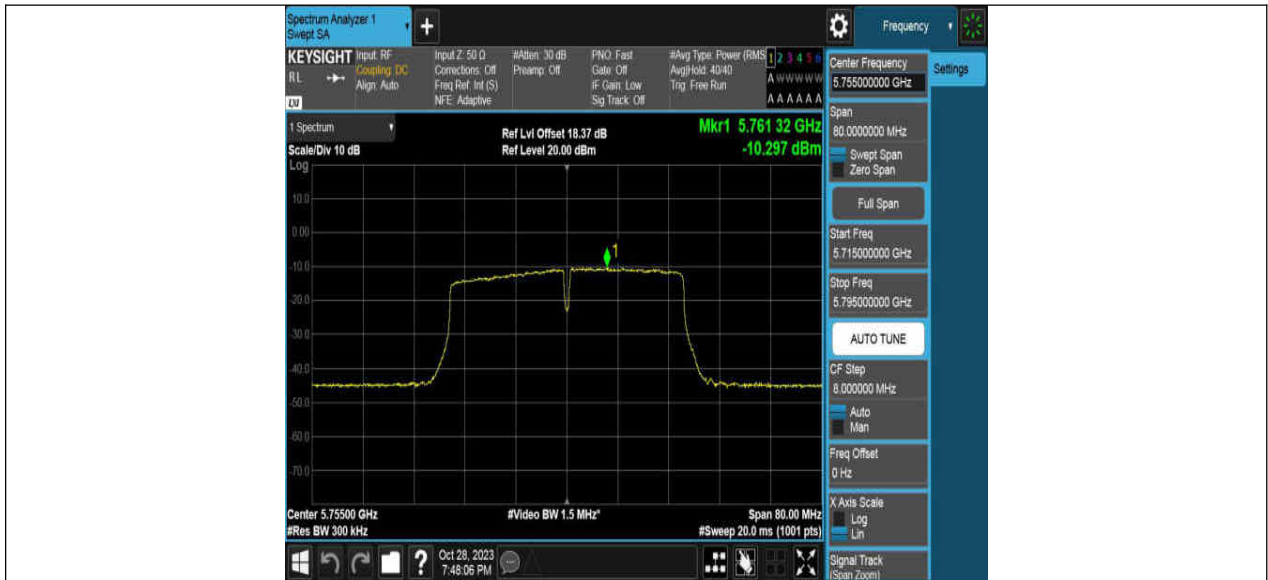 Spectrum Analyzer 1
Swept SA
+
Frequency
KEYSIGHT
RL
LXI
Input: RF
Coupling: DC
Align: Auto
Input Z: 50 Ω
Corrections: Off
Freq Ref: Int (S)
NFE: Adaptive
#Atten: 30 dB
Preamp: Off
PNO: Fast
Gate: Off
IF Gain: Low
Sig Track: Off
#Avg Type: Power (RMS
Avg|Hold: 40/40
Trig: Free Run
1 2 3 4 5 6
A W W W W W
A A A A A A
1 Spectrum
Scale/Div 10 dB
Log
Ref Lvl Offset 18.37 dB
Ref Level 20.00 dBm
Mkr1 5.761 32 GHz
-10.297 dBm
10.0
0.00
-10.0
-20.0
-30.0
-40.0
-50.0
-60.0
-70.0
1
Center 5.75500 GHz
#Res BW 300 kHz
#Video BW 1.5 MHz*
Span 80.00 MHz
#Sweep 20.0 ms (1001 pts)
?
Oct 28, 2023
7:48:06 PM
Center Frequency
5.755000000 GHz
Settings
Span
80.0000000 MHz
Swept Span
Zero Span
Full Span
Start Freq
5.715000000 GHz
Stop Freq
5.795000000 GHz
AUTO TUNE
CF Step
8.000000 MHz
Auto
Man
Freq Offset
0 Hz
X Axis Scale
Log
Lin
Signal Track
(Span Zoom)